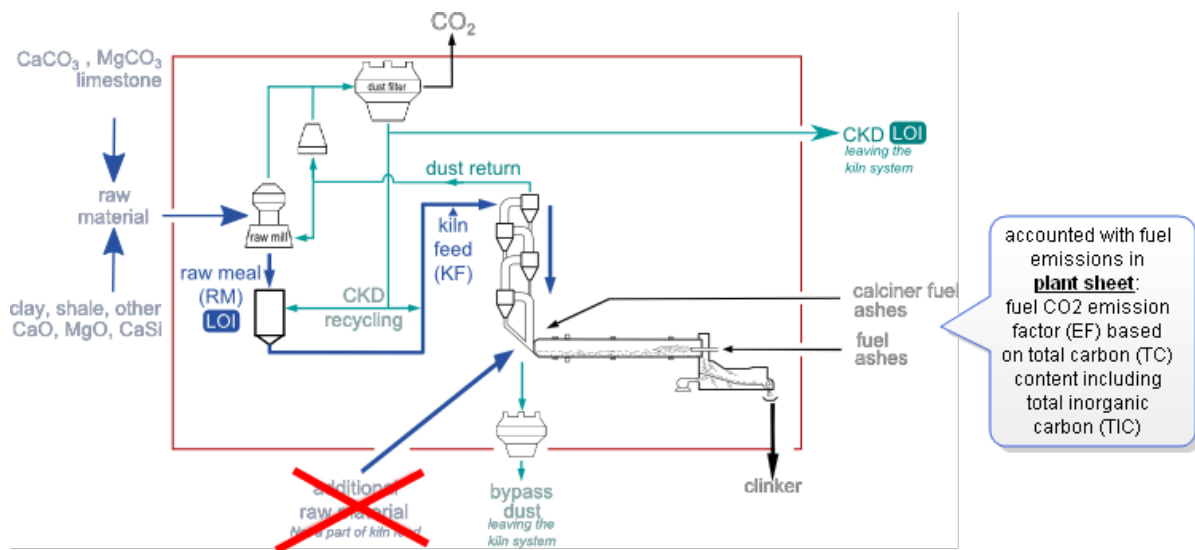 CO2
CaCO3 , MgCO3
limestone
dust filter
CKD LOI
leaving the
kiln system
dust return
raw
material
raw mill
kiln
feed
(KF)
raw meal
(RM)
LOI
CKD
recycling
clay, shale, other
CaO, MgO, CaSi
calciner fuel
ashes
fuel
ashes
accounted with fuel
emissions in
plant sheet:
fuel CO2 emission
factor (EF) based
on total carbon (TC)
content including
total inorganic
carbon (TIC)
additional
raw material
Not a part of kiln feed
bypass
dust
leaving the
kiln system
clinker